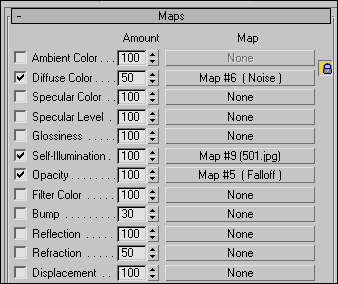 - Maps
Amount Map
Ambient Color . . . 100 None
Diffuse Color . . . . 50 Map #6 ( Noise )
Specular Color . . 100 None
Specular Level . . 100 None
Glossiness . . . . . 100 None
Self-Illumination . 100 Map #9 (501.jpg)
Opacity . . . . . . . . 100 Map #5 ( Falloff )
Filter Color . . . . . 100 None
Bump . . . . . . . . . 30 None
Reflection . . . . . 100 None
Refraction . . . . . 50 None
Displacement . . . 100 None